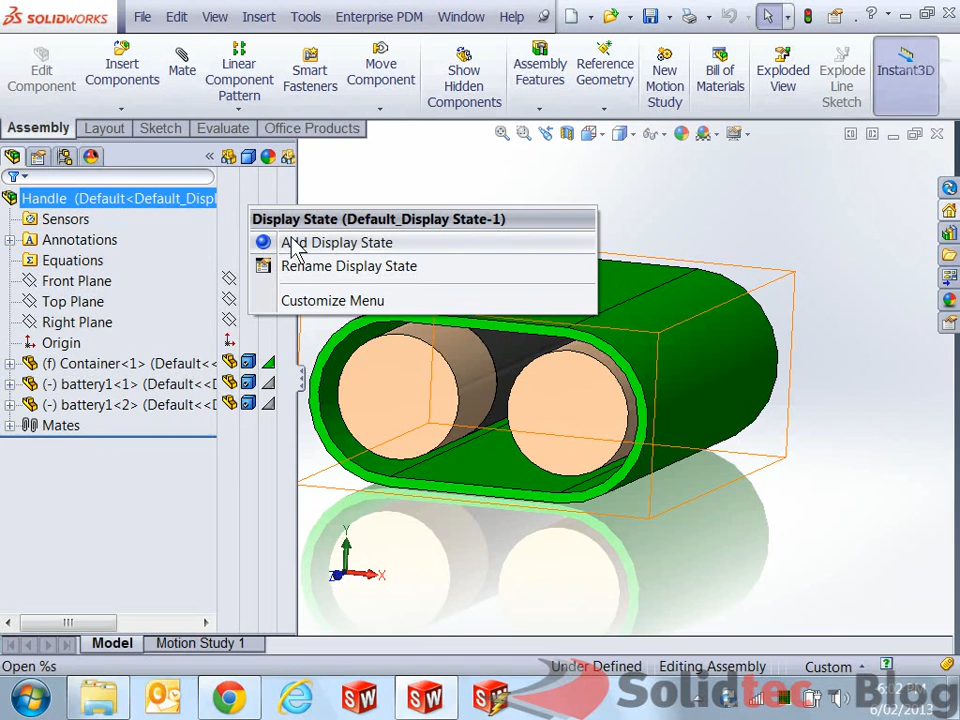 SOLIDWORKS File Edit View Insert Tools Enterprise PDM Window Help
Edit Component
Insert Components
Mate
Linear Component Pattern
Smart Fasteners
Move Component
Show Hidden Components
Assembly Features
Reference Geometry
New Motion Study
Bill of Materials
Exploded View
Explode Line Sketch
Instant3D
Assembly Layout Sketch Evaluate Office Products
Handle (Default<Default_Displ
Sensors
Annotations
Equations
Front Plane
Top Plane
Right Plane
Origin
(f) Container<1> (Default<<
(-) battery1<1> (Default<<D
(-) battery1<2> (Default<<D
Mates
Display State (Default_Display State-1)
Add Display State
Rename Display State
Customize Menu
Y
X
Z
Model Motion Study 1
Open %s
Under Defined Editing Assembly Custom
Solidtec - Blog
6:02 PM
6/02/2013